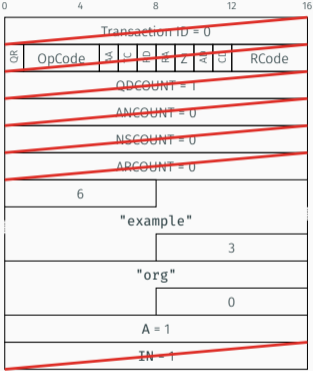 0 4 8 12 16
Transaction ID = 0
QR OpCode AA TC RD RA Z AD CD RCode
QDCOUNT = 1
ANCOUNT = 0
NSCOUNT = 0
ARCOUNT = 0
6
"example"
3
"org"
0
A = 1
IN = 1